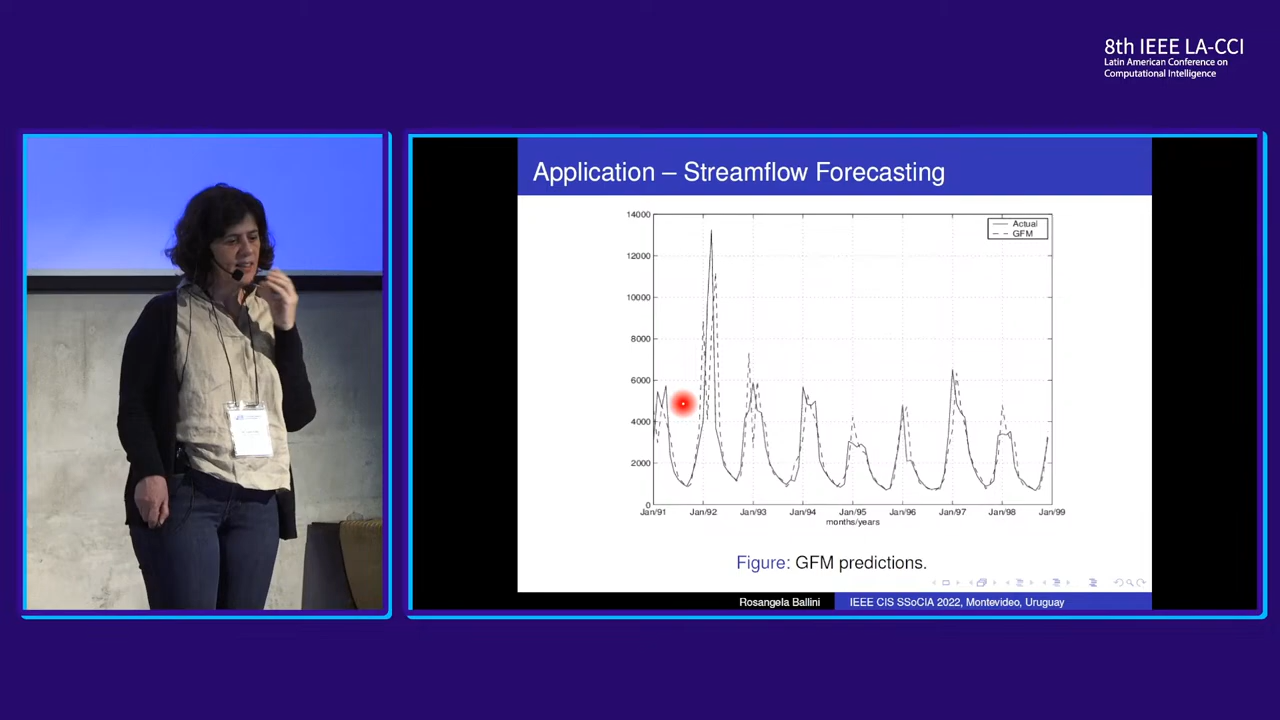 8th IEEE LA-CCI
Latin American Conference on
Computational Intelligence
Application – Streamflow Forecasting
14000
12000
10000
8000
6000
4000
2000
0
Actual
GFM
Jan/91 Jan/92 Jan/93 Jan/94 Jan/95 Jan/96 Jan/97 Jan/98 Jan/99
months/years
Figure: GFM predictions.
Rosangela Ballini IEEE CIS SSoCIA 2022, Montevideo, Uruguay